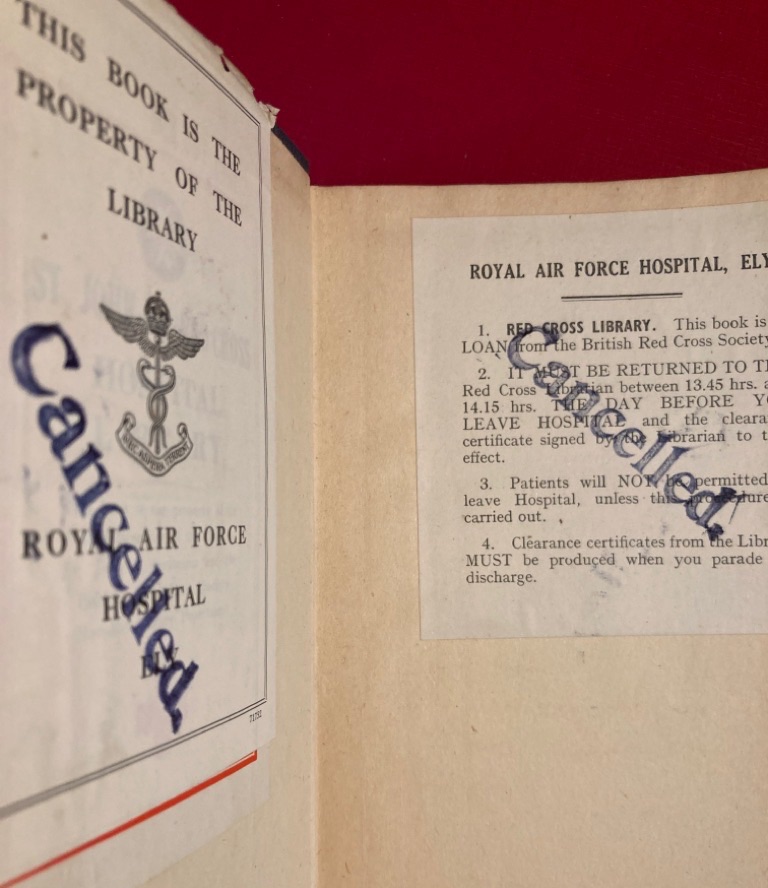 THIS BOOK IS THE
PROPERTY OF THE
LIBRARY
ROYAL AIR FORCE
HOSPITAL
ELY
Cancelled.
71752
ROYAL AIR FORCE HOSPITAL, ELY
1. RED CROSS LIBRARY. This book is
LOAN from the British Red Cross Society
2. IT MUST BE RETURNED TO
Red Cross Librarian between 13.45 hrs.
14.15 hrs. THE DAY BEFORE
LEAVE HOSPITAL and the
certificate signed by the Librarian to
effect.
3. Patients will NOT be permitted
leave Hospital, unless this procedure
carried out.
4. Clearance certificates from the
MUST be produced when you parade
discharge.
Cancelled.